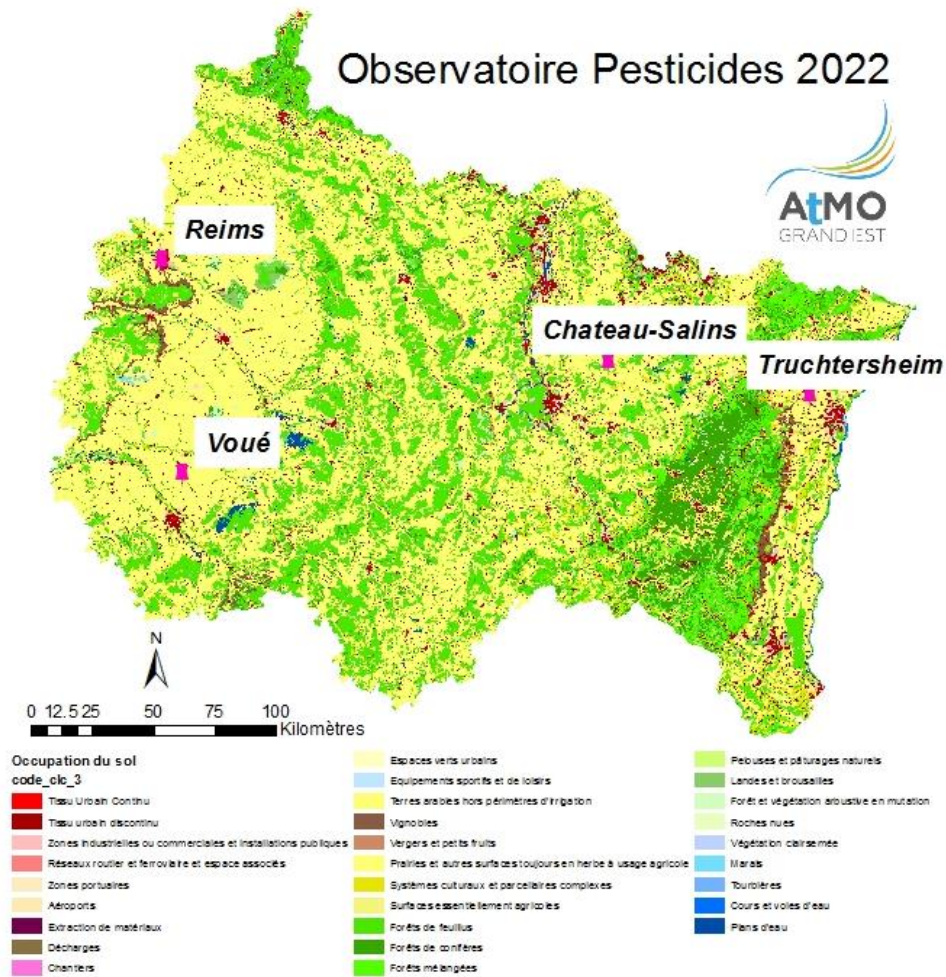 Observatoire Pesticides 2022
AtMO
GRAND EST
Reims
Chateau-Salins
Truchtersheim
Voué
N
0 12.5 25 50 75 100
Kilomètres
Occupation du sol
code_clc_3
Tissu Urbain Continu
Tissu urbain discontinu
Zones industrielles ou commerciales et installations publiques
Réseaux routier et ferroviaire et espace associés
Zones portuaires
Aéroports
Extraction de matériaux
Décharges
Chantiers
Espaces verts urbains
Equipements sportifs et de loisirs
Terres arables hors périmètres d'irrigation
Vignobles
Vergers et petits fruits
Prairies et autres surfaces toujours en herbe à usage agricole
Systèmes culturaux et parcellaires complexes
Surfaces essentiellement agricoles
Forêts de feuillus
Forêts de conifères
Forêts mélangées
Pelouses et pâturages naturels
Landes et broussailles
Forêt et végétation arbustive en mutation
Roches nues
Végétation clairsemée
Marais
Tourbières
Cours et voies d'eau
Plans d'eau